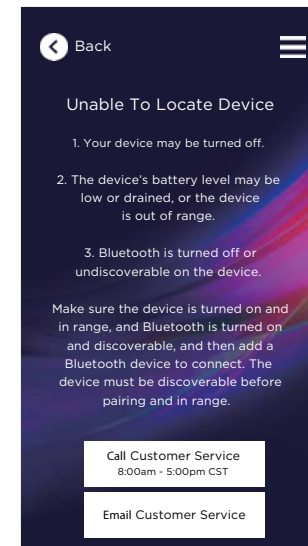 Back
Unable To Locate Device
1. Your device may be turned off.
2. The device’s battery level may be
low or drained, or the device
is out of range.
3. Bluetooth is turned off or
undiscoverable on the device.
Make sure the device is turned on and
in range, and Bluetooth is turned on
and discoverable, and then add a
Bluetooth device to connect. The
device must be discoverable before
pairing and in range.
Call Customer Service
8:00am - 5:00pm CST
Email Customer Service